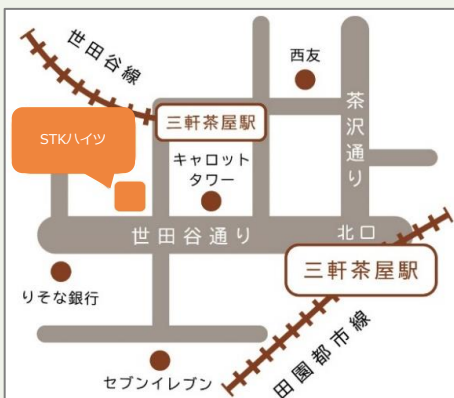 世田谷線
西友
茶沢通り
STKハイツ
三軒茶屋駅
キャロット
タワー
世田谷通り
北口
三軒茶屋駅
りそな銀行
田園都市線
セブンイレブン